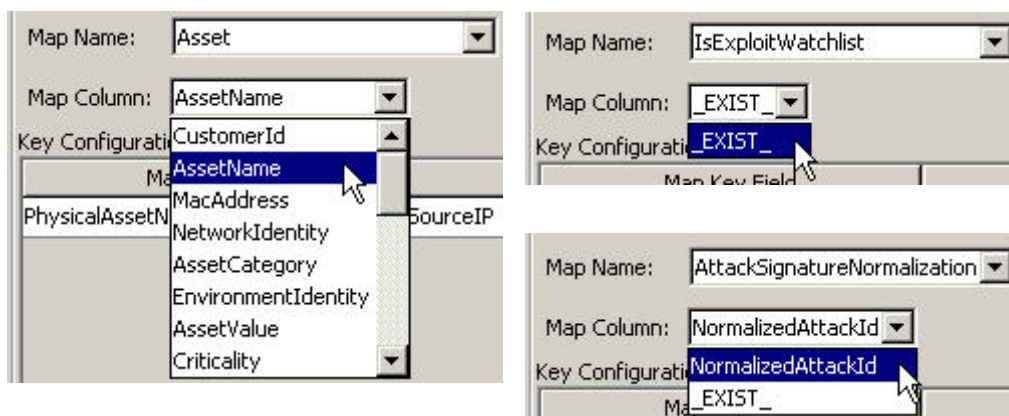 Map Name: Asset
Map Column: AssetName
Key Configurati
CustomerId
AssetName
Ma
MacAddress
PhysicalAssetN
SourceIP
NetworkIdentity
AssetCategory
EnvironmentIdentity
AssetValue
Criticality
Map Name: IsExploitWatchlist
Map Column: _EXIST_
Key Configurati
_EXIST_
Map Key Field
Map Name: AttackSignatureNormalization
Map Column: NormalizedAttackId
Key Configurati
NormalizedAttackId
Ma
_EXIST_